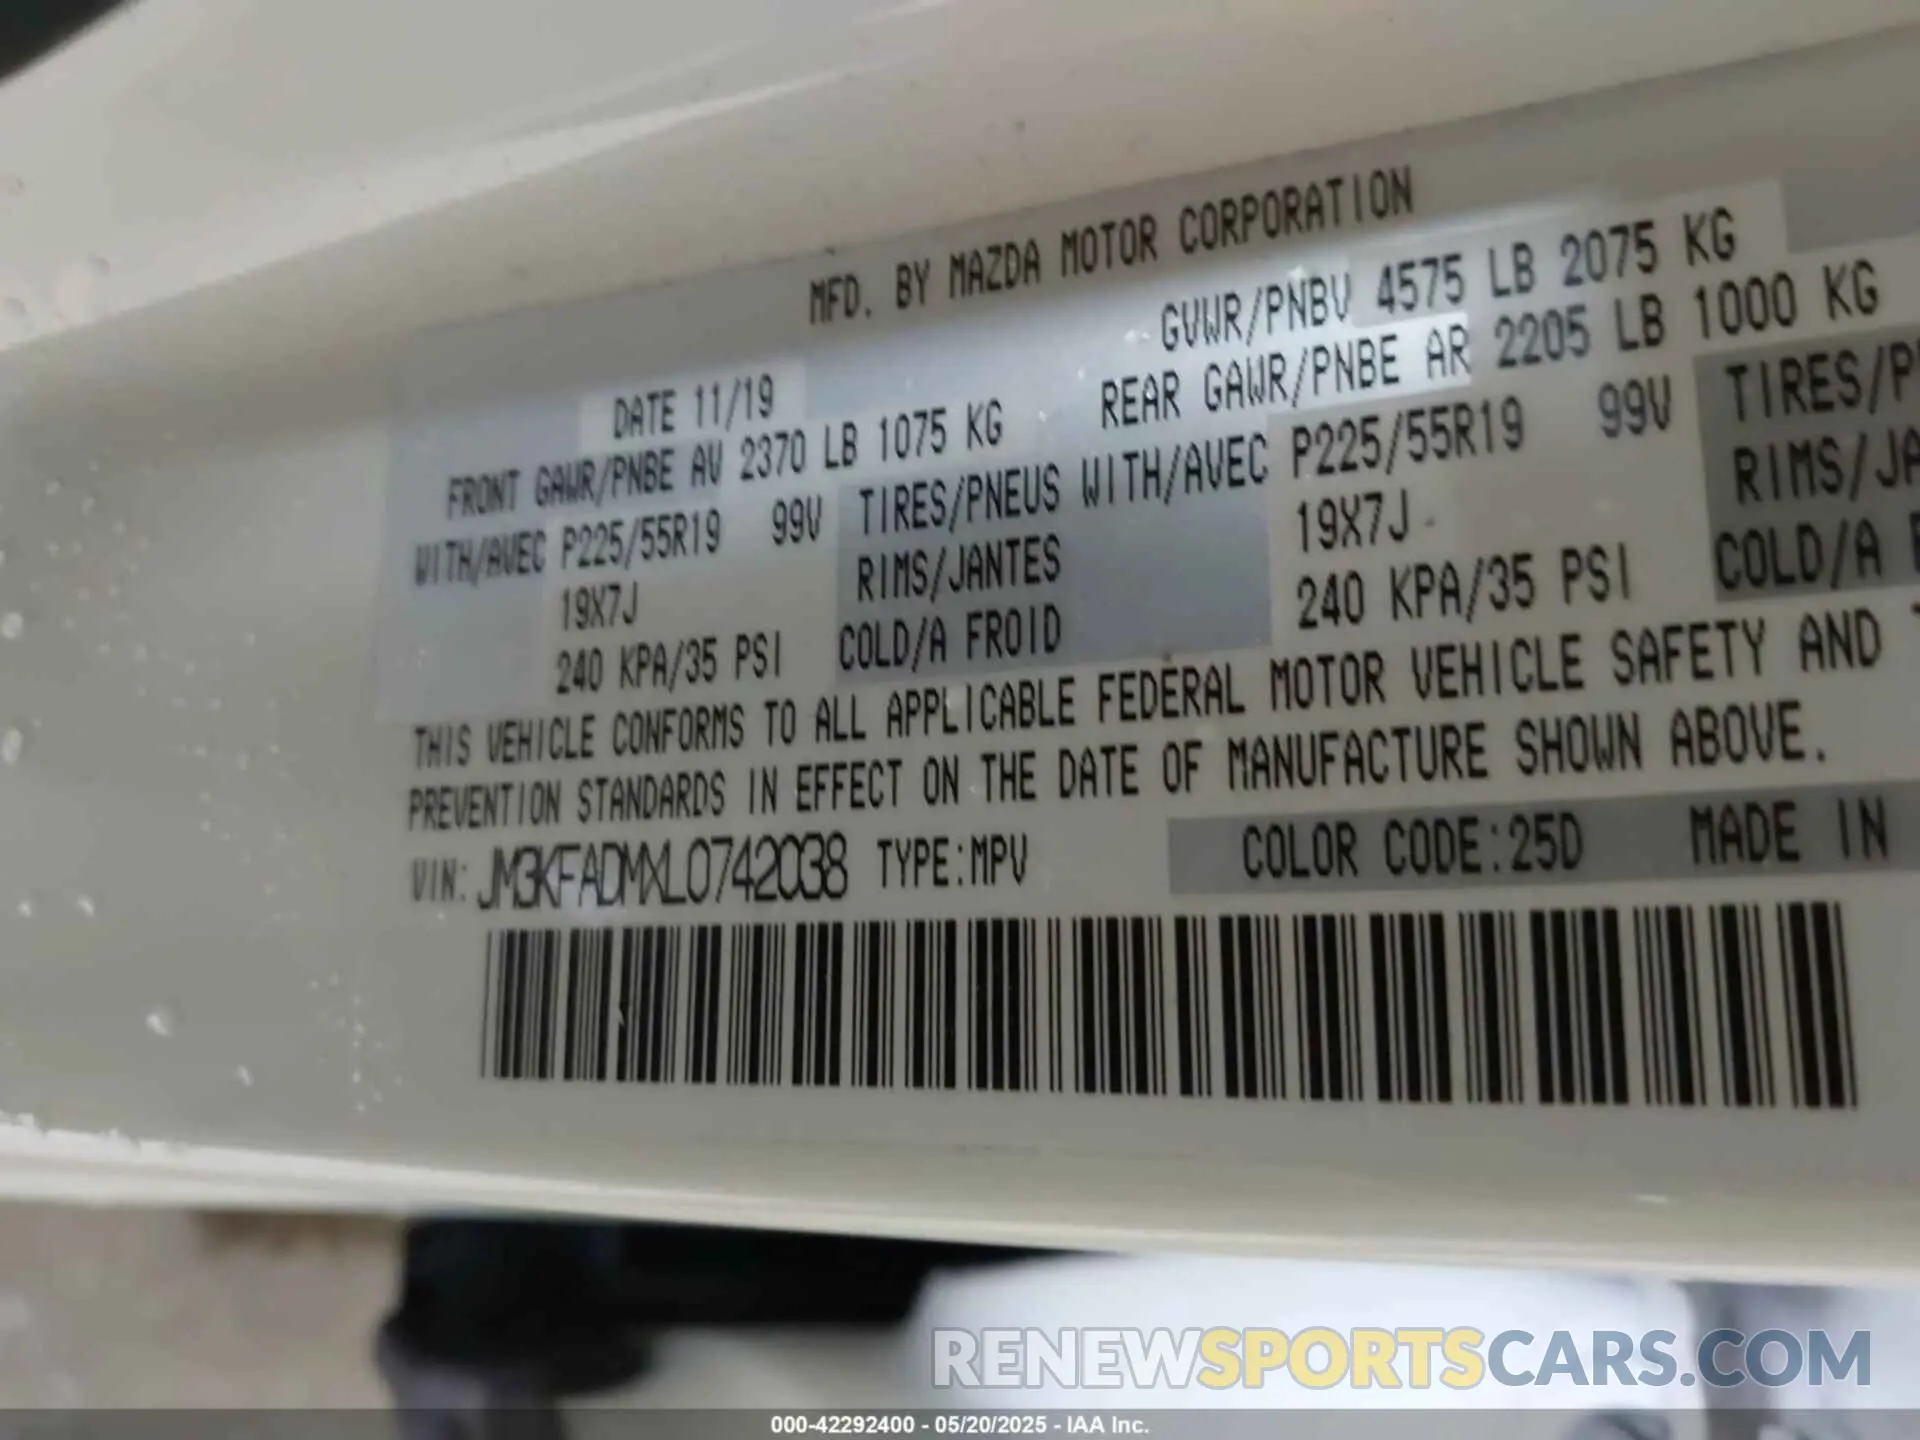 MFD. BY MAZDA MOTOR CORPORATION
DATE 11/19 GVWR/PNBV 4575 LB 2075 KG
FRONT GAWR/PNBE AV 2370 LB 1075 KG REAR GAWR/PNBE AR 2205 LB 1000 KG
WITH/AVEC P225/55R19 99V TIRES/PNEUS WITH/AVEC P225/55R19 99V TIRES/P
19X7J RIMS/JANTES 19X7J RIMS/JA
240 KPA/35 PSI COLD/A FROID 240 KPA/35 PSI COLD/A
THIS VEHICLE CONFORMS TO ALL APPLICABLE FEDERAL MOTOR VEHICLE SAFETY AND
PREVENTION STANDARDS IN EFFECT ON THE DATE OF MANUFACTURE SHOWN ABOVE.
VIN: JM3KFADMXL0742038 TYPE:MPV COLOR CODE:25D MADE IN
RENEWSPORTSCARS.COM
000-42292400 - 05/20/2025 - IAA Inc.